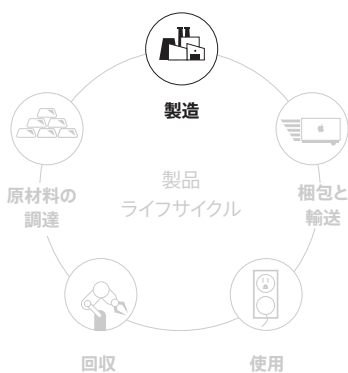 製造
原材料の
調達
製品
ライフサイクル
梱包と
輸送
回収
使用